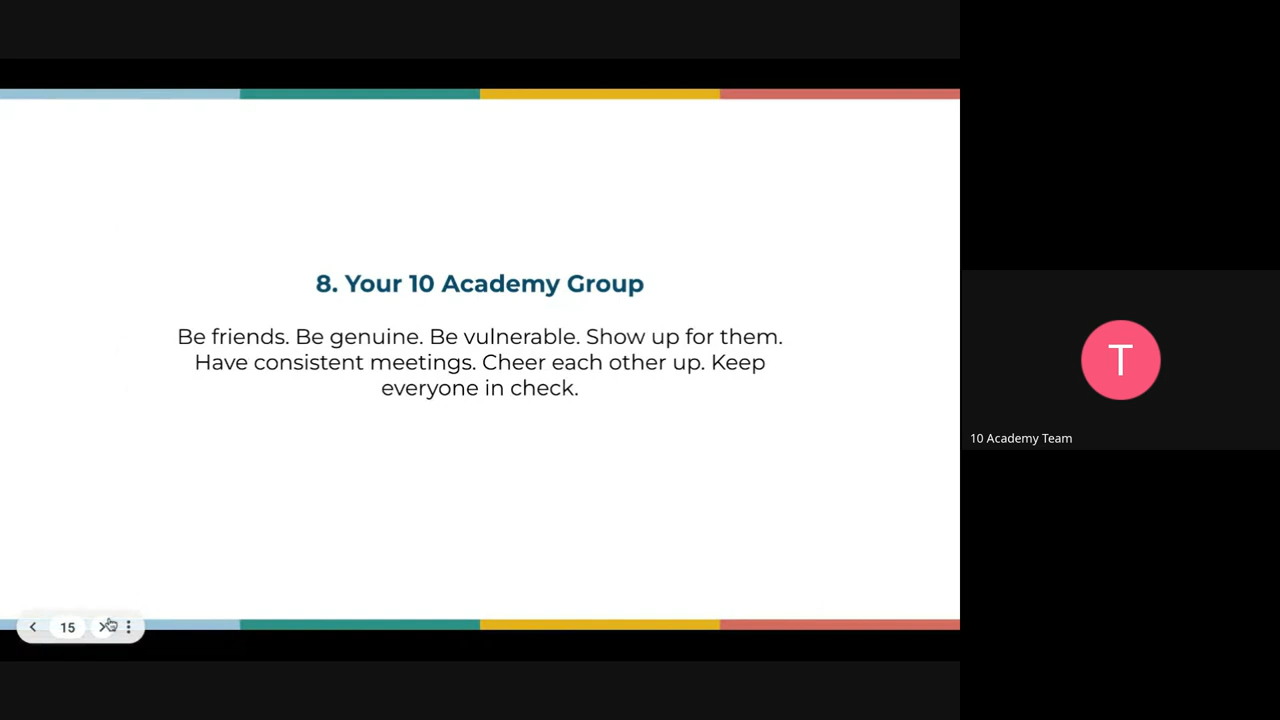 8. Your 10 Academy Group
Be friends. Be genuine. Be vulnerable. Show up for them.
Have consistent meetings. Cheer each other up. Keep
everyone in check.
T
10 Academy Team
15